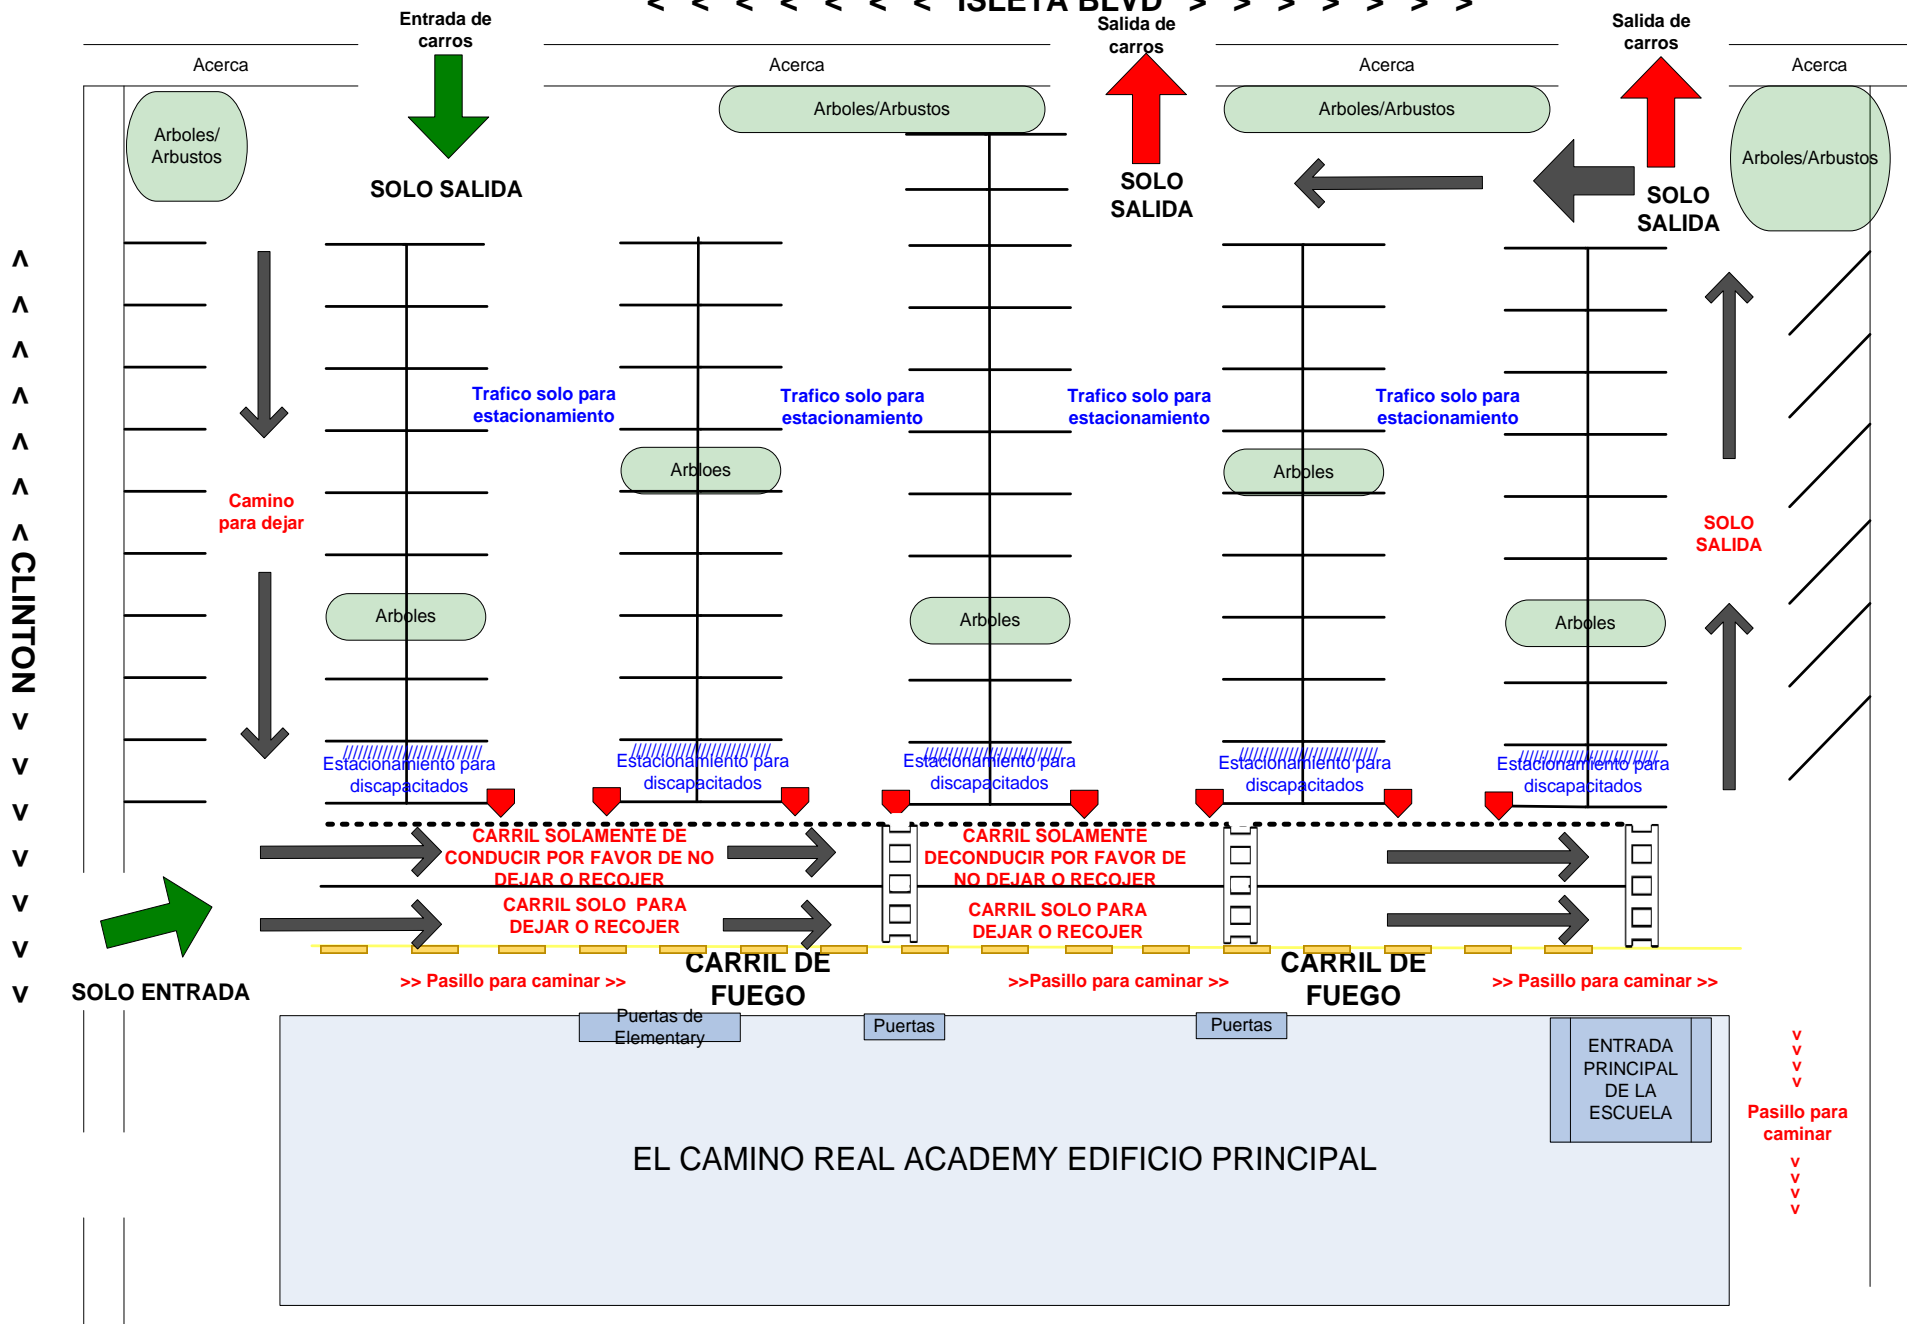 < < < < < < < ISLETA BLVD > > > > > > >
Entrada de
carros
Salida de
carros
Salida de
carros
Acerca
Acerca
Acerca
Acerca
Arboles/
Arbustos
Arboles/Arbustos
Arboles/Arbustos
Arboles/Arbustos
SOLO SALIDA
SOLO
SALIDA
SOLO
SALIDA
< < < < < < < CLINTON > > > > > > >
Trafico solo para
estacionamiento
Trafico solo para
estacionamiento
Trafico solo para
estacionamiento
Trafico solo para
estacionamiento
Arbloes
Arboles
Camino
para dejar
SOLO
SALIDA
Arboles
Arboles
Arboles
Estacionamiento para
discapacitados
Estacionamiento para
discapacitados
Estacionamiento para
discapacitados
Estacionamiento para
discapacitados
Estacionamiento para
discapacitados
CARRIL SOLAMENTE DE
CONDUCIR POR FAVOR DE NO
DEJAR O RECOJER
CARRIL SOLAMENTE
DECONDUCIR POR FAVOR DE
NO DEJAR O RECOJER
CARRIL SOLO PARA
DEJAR O RECOJER
CARRIL SOLO PARA
DEJAR O RECOJER
SOLO ENTRADA
>> Pasillo para caminar >>
CARRIL DE
FUEGO
>>Pasillo para caminar >>
CARRIL DE
FUEGO
>> Pasillo para caminar >>
Puertas de
Elementary
Puertas
Puertas
ENTRADA
PRINCIPAL
DE LA
ESCUELA
> > > >
Pasillo para
caminar
> > > >
EL CAMINO REAL ACADEMY EDIFICIO PRINCIPAL